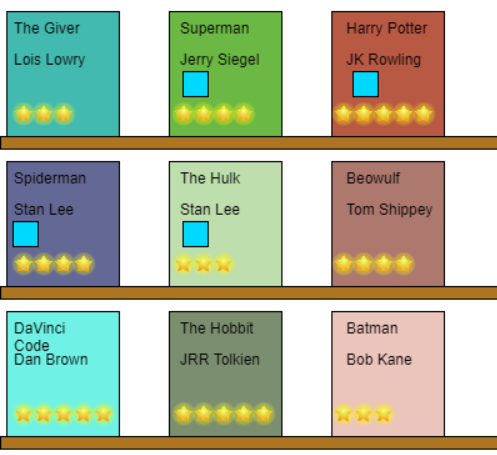 The Giver
Lois Lowry
Superman
Jerry Siegel
Harry Potter
JK Rowling
Spiderman
Stan Lee
The Hulk
Stan Lee
Beowulf
Tom Shippey
DaVinci
Code
Dan Brown
The Hobbit
JRR Tolkien
Batman
Bob Kane